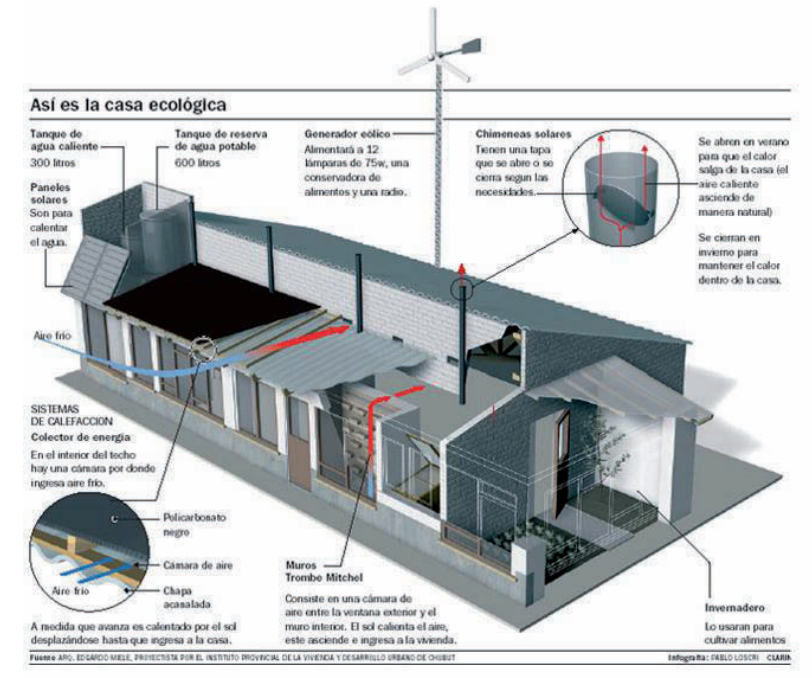 Así es la casa ecológica
Tanque de
agua caliente
300 litros
Tanque de reserva
de agua potable
600 litros
Generador eólico
Alimentará a 12
lámparas de 75w, una
conservadora de
alimentos y una radio.
Chimeneas solares
Tienen una tapa
que se abre o se
cierra segun las
necesidades.
Se abren en verano
para que el calor
salga de la casa (el
aire caliente
asciende de
manera natural)
Se cierran en
invierno para
mantener el calor
dentro de la casa.
Paneles
solares
Son para
calentar
el agua.
Aire frío
SISTEMAS
DE CALEFACCION
Colector de energía
En el interior del techo
hay una cámara por donde
ingresa aire frío.
Policarbonato
negro
Cámara de aire
Aire frío
Chapa
acanalada
A medida que avanza es calentado por el sol
desplazándose hasta que ingresa a la casa.
Muros
Trombe Mitchel
Consiste en una cámara de
aire entre la ventana exterior y el
muro interior. El sol calienta el aire,
este asciende e ingresa a la vivienda.
Invernadero
Lo usaran para
cultivar alimentos
Fuente ARQ. EDGARDO MIELE, PROYECTISTA POR EL INSTITUTO PROVINCIAL DE LA VIVIENDA Y DESARROLLO URBANO DE CHUBUT
Infografía: PABLO LOSCRI CLARIN